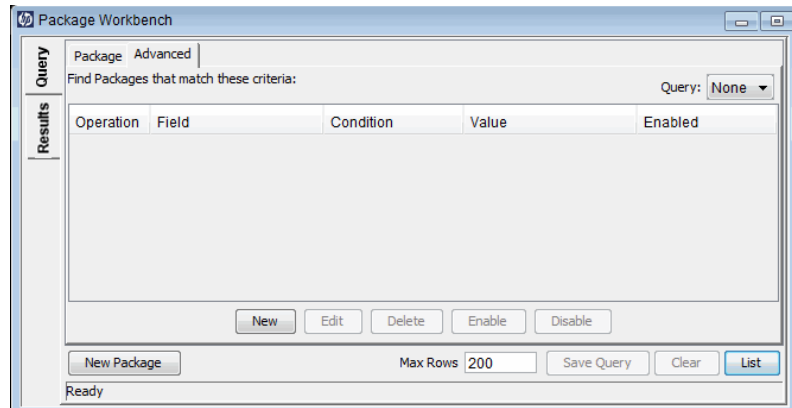 hp Package Workbench
Query
Results
Package Advanced
Find Packages that match these criteria:
Query: None
Operation Field Condition Value Enabled
New Edit Delete Enable Disable
New Package Max Rows 200 Save Query Clear List
Ready